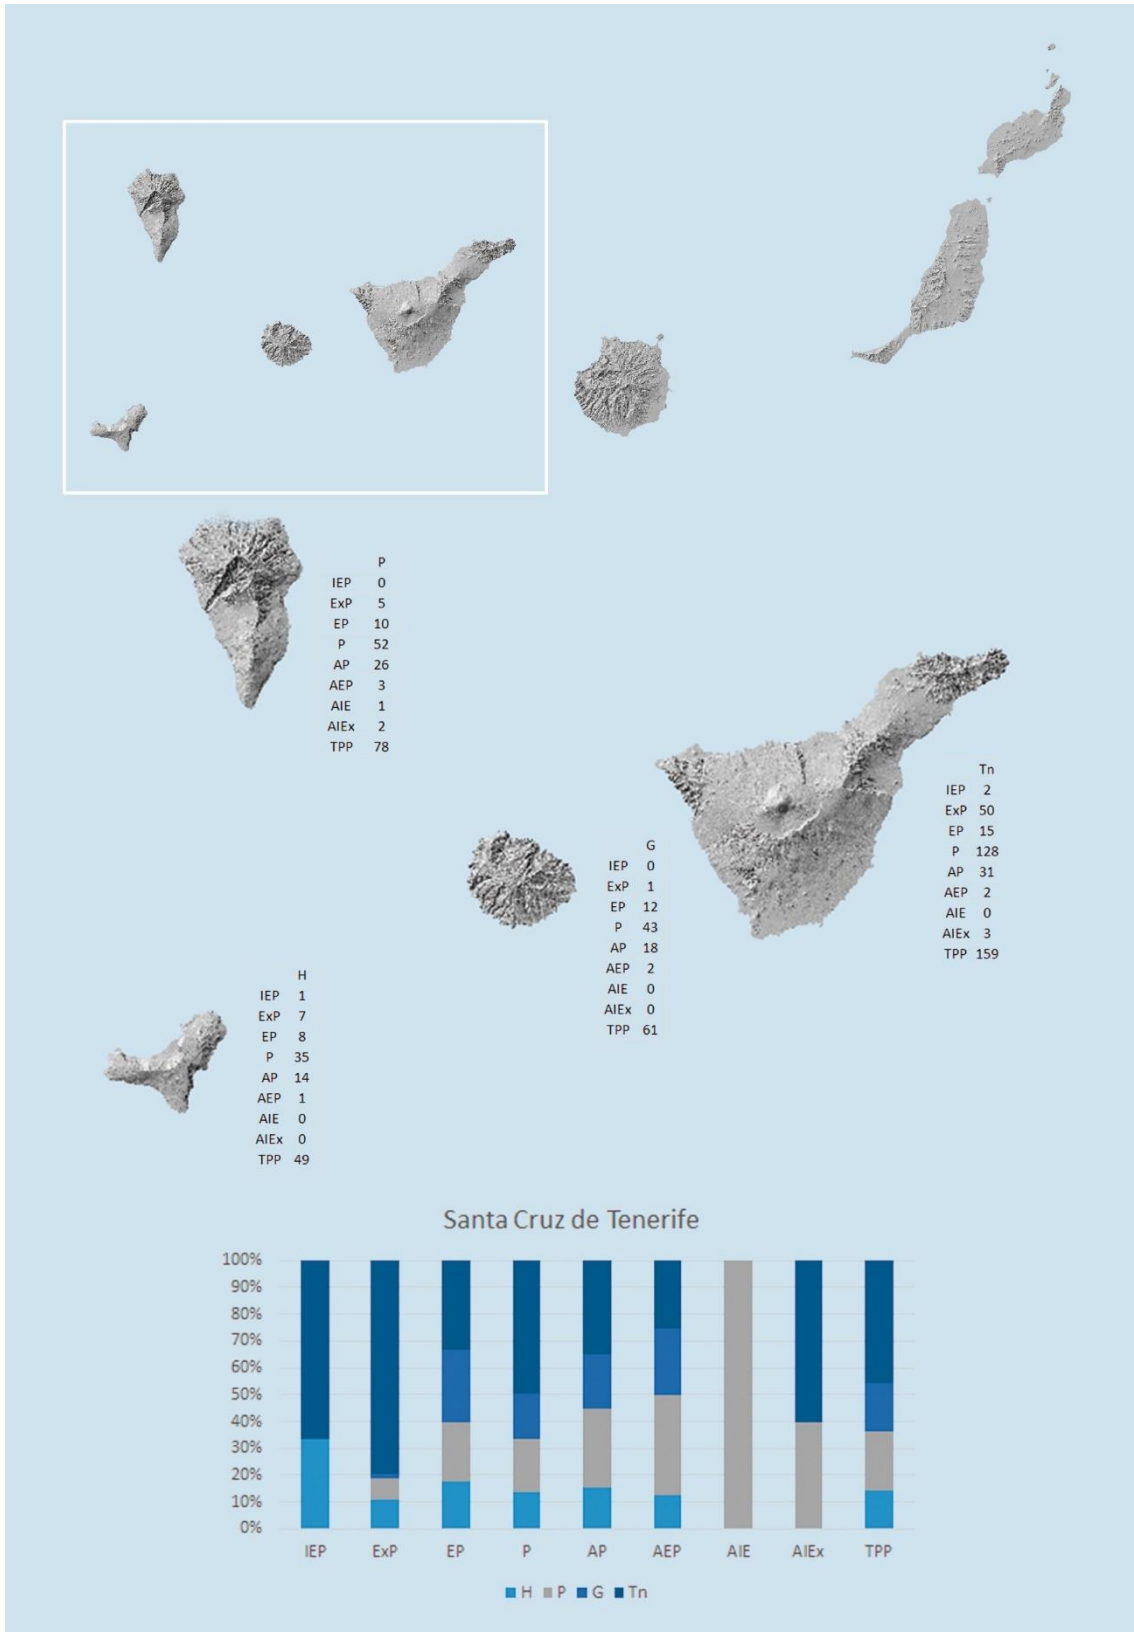 P
IEP 0
ExP 5
EP 10
P 52
AP 26
AEP 3
AIE 1
AIEx 2
TPP 78
Tn
IEP 2
ExP 50
EP 15
P 128
AP 31
AEP 2
AIE 0
AIEx 3
TPP 159
G
IEP 0
ExP 1
EP 12
P 43
AP 18
AEP 2
AIE 0
AIEx 0
TPP 61
H
IEP 1
ExP 7
EP 8
P 35
AP 14
AEP 1
AIE 0
AIEx 0
TPP 49
Santa Cruz de Tenerife
100%
90%
80%
70%
60%
50%
40%
30%
20%
10%
0%
IEP ExP EP P AP AEP AIE AIEx TPP
H P G Tn